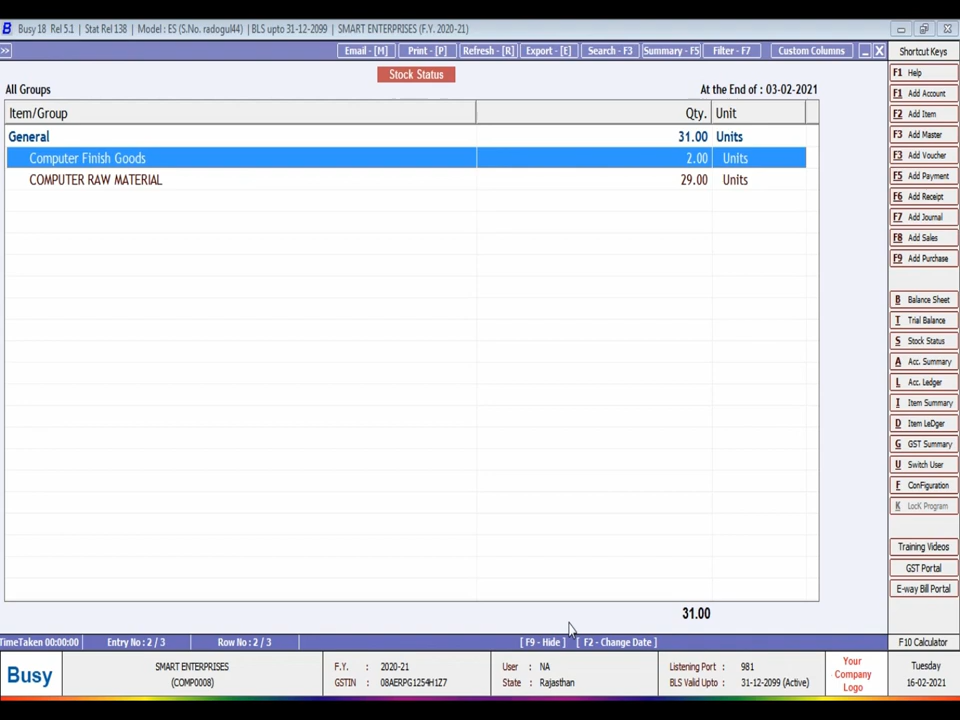 Busy 18 Rel 5.1 | Stat Rel 138 | Model : ES (S.No. radogul44) | BLS upto 31-12-2099 | SMART ENTERPRISES (F.Y. 2020-21)
>> Email - [M] Print - [P] Refresh - [R] Export - [E] Search - F3 Summary - F5 Filter - F7 Custom Columns _ X Shortcut Keys
Stock Status
All Groups At the End of : 03-02-2021
Item/Group Qty. Unit
General 31.00 Units
Computer Finish Goods 2.00 Units
COMPUTER RAW MATERIAL 29.00 Units
31.00
F1 Help
F1 Add Account
F2 Add Item
F3 Add Master
F3 Add Voucher
F5 Add Payment
F6 Add Receipt
F7 Add Journal
F8 Add Sales
F9 Add Purchase
B Balance Sheet
T Trial Balance
S Stock Status
A Acc. Summary
L Acc. Ledger
I Item Summary
D Item LeDger
G GST Summary
U Switch User
F ConFiguration
K LocK Program
Training Videos
GST Portal
E-way Bill Portal
TimeTaken 00:00:00 Entry No : 2 / 3 Row No : 2 / 3 [ F9 - Hide ] [ F2 - Change Date ] F10 Calculator
Busy
SMART ENTERPRISES
(COMP0008)
F.Y. : 2020-21
GSTIN : 08AERPG1254H1Z7
User : NA
State : Rajasthan
Listening Port : 981
BLS Valid Upto : 31-12-2099 (Active)
Your
Company
Logo
Tuesday
16-02-2021